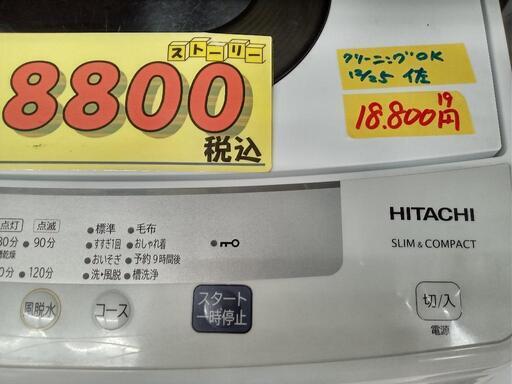 ストーリー
8800
税込
クリーニングOK
12/25 佐
19
18.800円
HITACHI
SLIM & COMPACT
点灯 点滅
30分 • 90分
0分 • 120分
• 標準 • 毛布
• すすぎ1回 • おしゃれ着
• おいそぎ • 予約9時間後
• 洗・風脱 • 槽洗浄
風脱水
コース
スタート
一時停止
切/入
電源